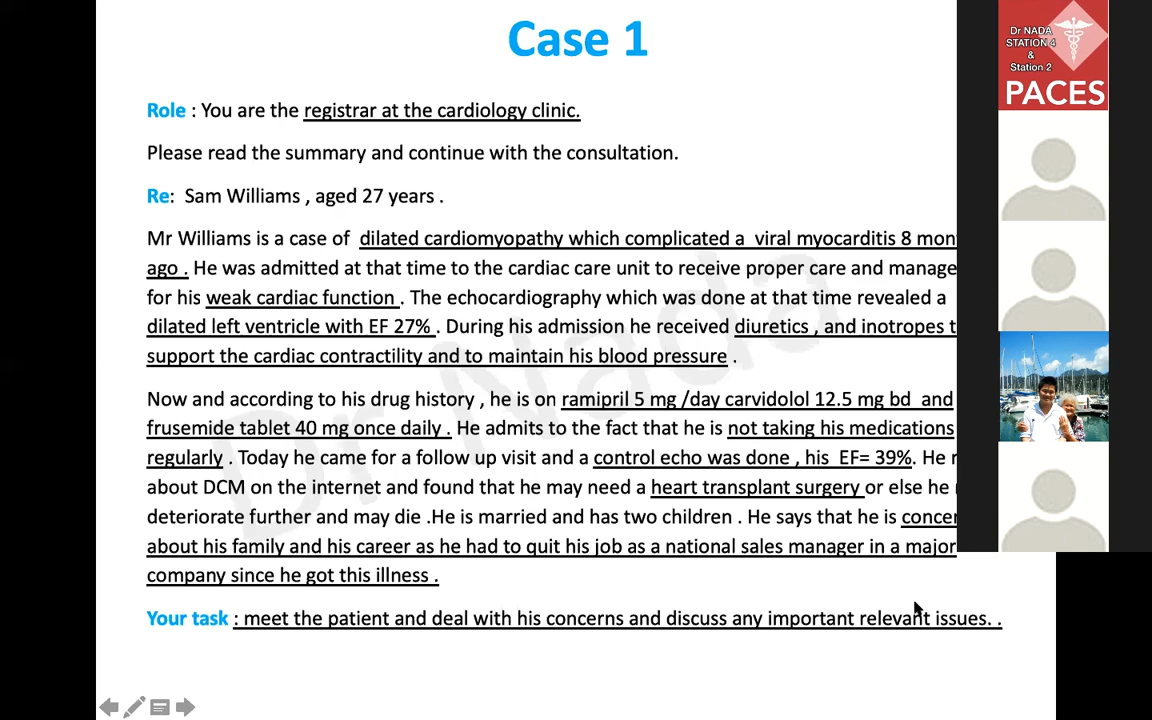 Case 1
Role : You are the registrar at the cardiology clinic.
Please read the summary and continue with the consultation.
Re: Sam Williams , aged 27 years .
Mr Williams is a case of dilated cardiomyopathy which complicated a viral myocarditis 8 mon
ago . He was admitted at that time to the cardiac care unit to receive proper care and manage
for his weak cardiac function . The echocardiography which was done at that time revealed a
dilated left ventricle with EF 27% . During his admission he received diuretics , and inotropes t
support the cardiac contractility and to maintain his blood pressure .
Now and according to his drug history , he is on ramipril 5 mg /day carvidolol 12.5 mg bd and
frusemide tablet 40 mg once daily . He admits to the fact that he is not taking his medications
regularly . Today he came for a follow up visit and a control echo was done , his EF= 39%. He
about DCM on the internet and found that he may need a heart transplant surgery or else he
deteriorate further and may die .He is married and has two children . He says that he is concer
about his family and his career as he had to quit his job as a national sales manager in a major
company since he got this illness .
Your task : meet the patient and deal with his concerns and discuss any important relevant issues. .
Dr Nada
Dr NADA
STATION 4
&
Station 2
PACES